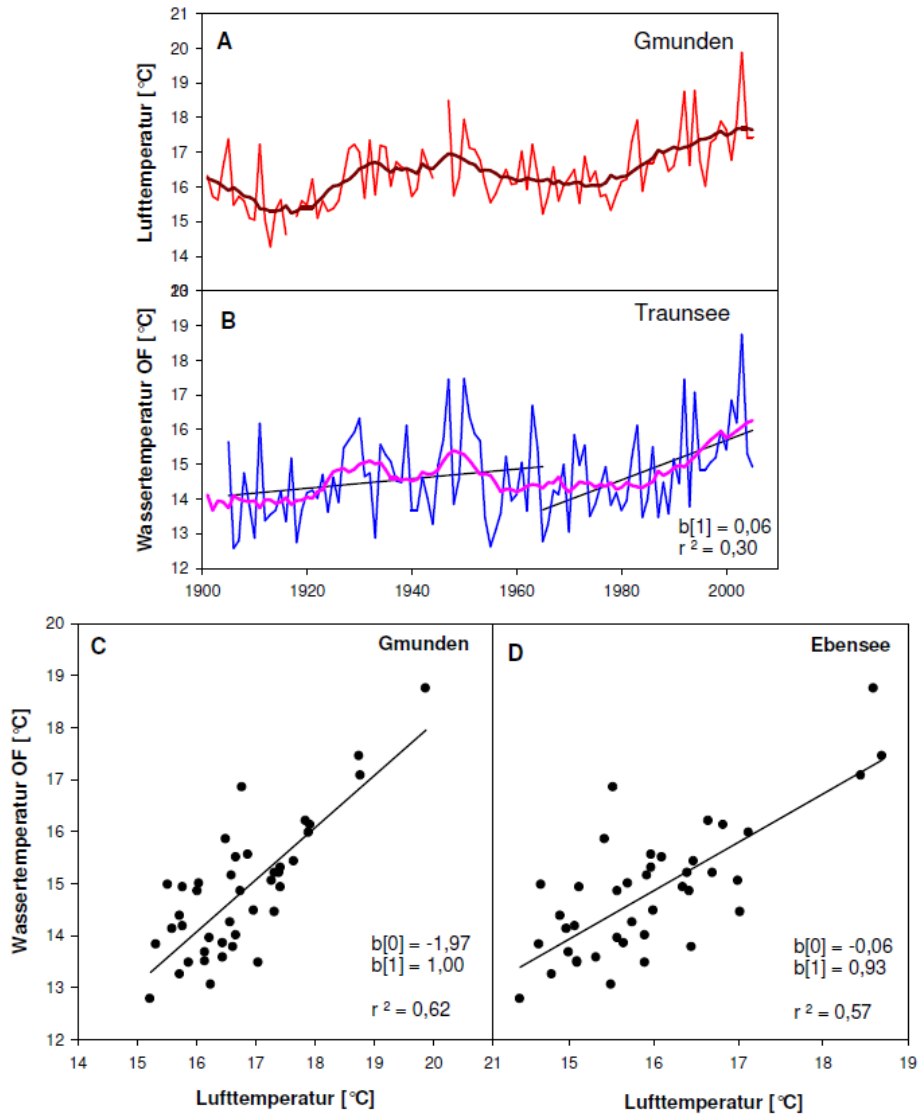 21
A
Gmunden
20
19
18
17
16
15
14
13
Lufttemperatur [°C]
20
B
Traunsee
19
18
17
16
15
14
13
12
Wassertemperatur OF [°C]
b[1] = 0,06
r ² = 0,30
1900 1920 1940 1960 1980 2000
20
C
Gmunden
D
Ebensee
19
18
17
16
15
14
13
12
Wassertemperatur OF [°C]
b[0] = -1,97
b[1] = 1,00
r ² = 0,62
b[0] = -0,06
b[1] = 0,93
r ² = 0,57
14 15 16 17 18 19 20 21 15 16 17 18 19
Lufttemperatur [°C]
Lufttemperatur [°C]